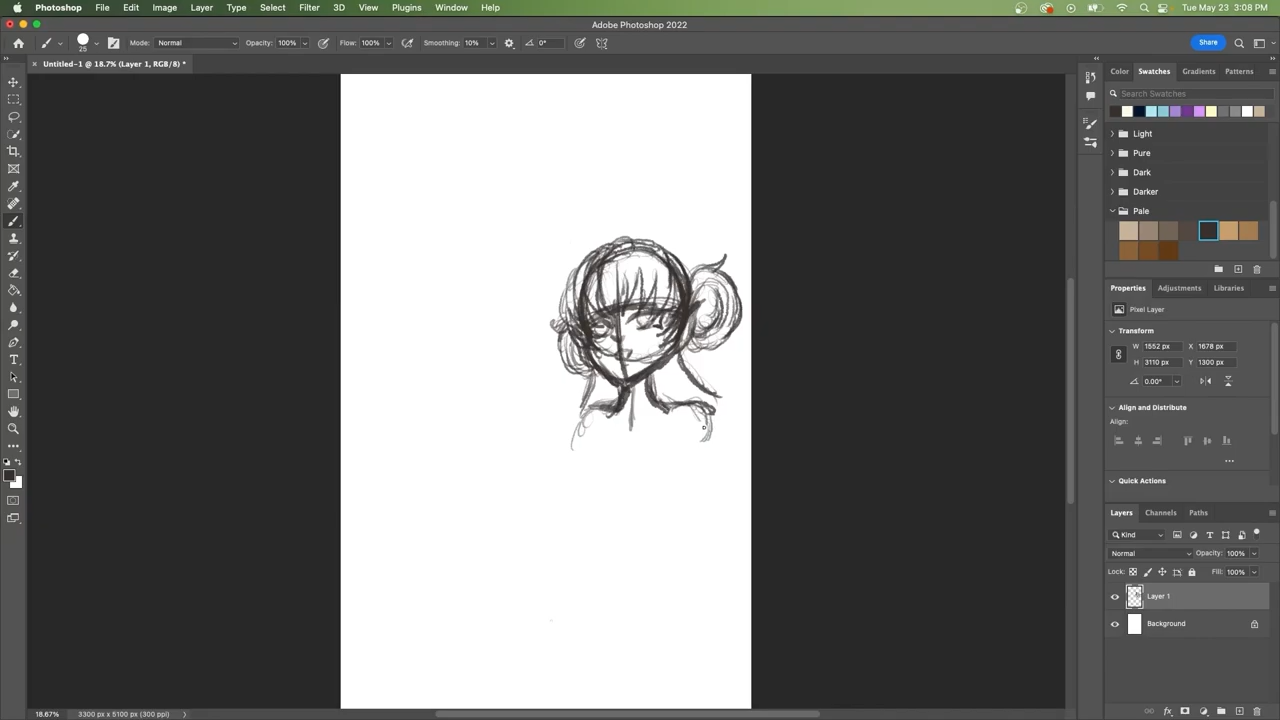 Photoshop File Edit Image Layer Type Select Filter 3D View Plugins Window Help Tue May 23 3:08 PM
Adobe Photoshop 2022
25 Mode: Normal Opacity: 100% Flow: 100% Smoothing: 10% 0° Share
Untitled-1 @ 18.7% (Layer 1, RGB/8) *
Color Swatches Gradients Patterns
Search Swatches
Light
Pure
Dark
Darker
Pale
Properties Adjustments Libraries
Pixel Layer
Transform
W 1552 px X 1678 px
H 3110 px Y 1300 px
0.00°
Align and Distribute
Align:
Quick Actions
Layers Channels Paths
Kind
Normal Opacity: 100%
Lock: Fill: 100%
Layer 1
Background
18.67% 3300 px x 5100 px (300 ppi)